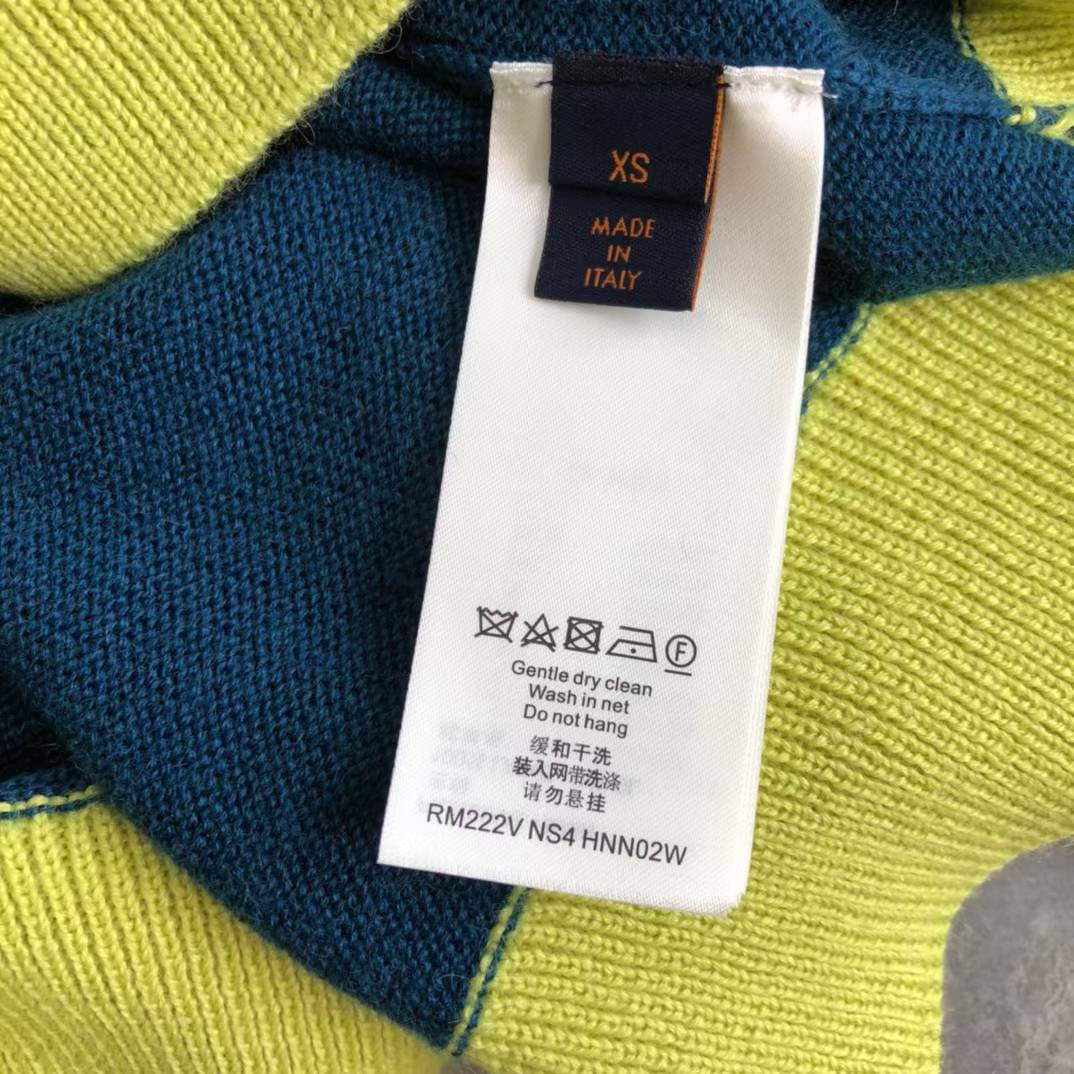 XS
MADE
IN
ITALY
F
Gentle dry clean
Wash in net
Do not hang
缓和干洗
装入网带洗涤
请勿悬挂
RM222V NS4 HNN02W